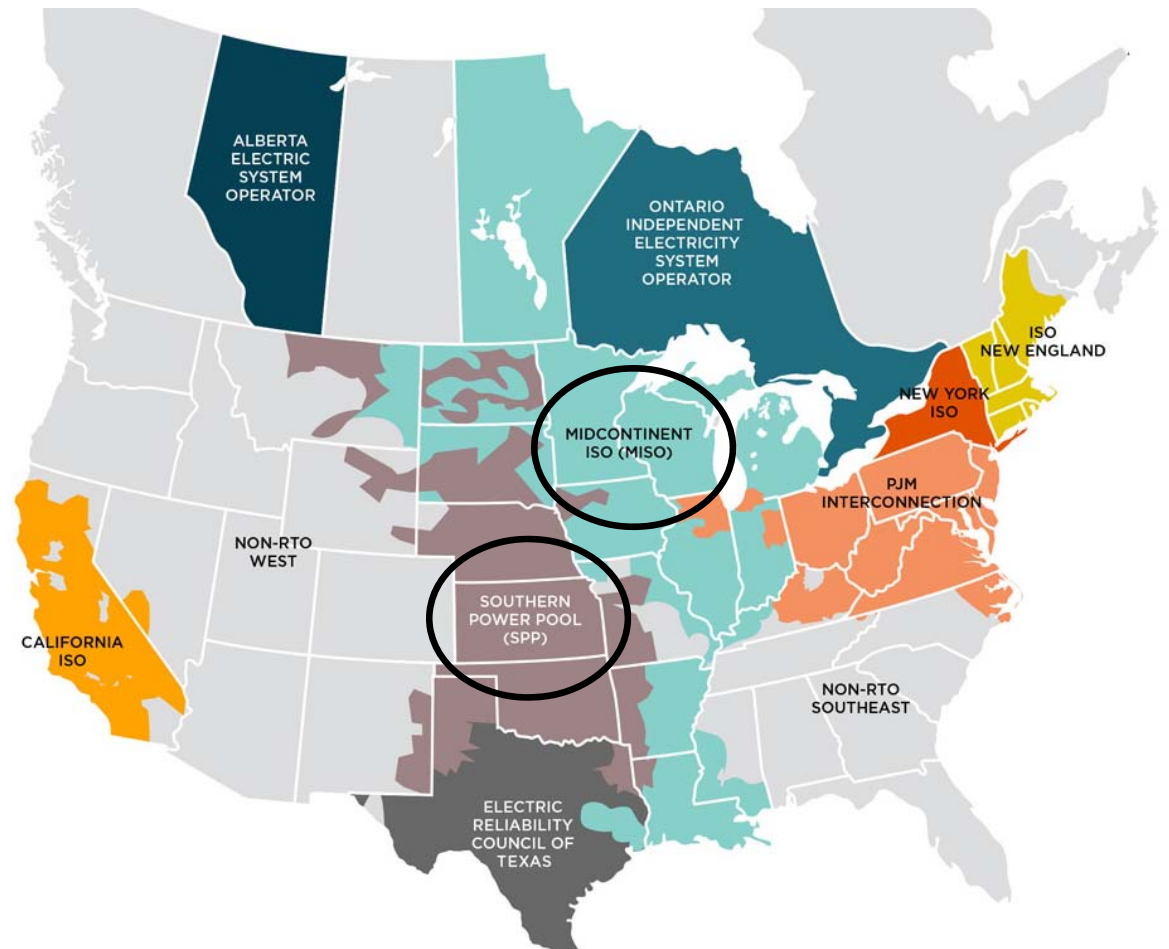 ALBERTA
ELECTRIC
SYSTEM
OPERATOR
ONTARIO
INDEPENDENT
ELECTRICITY
SYSTEM
OPERATOR
ISO
NEW ENGLAND
NEW YORK
ISO
MIDCONTINENT
ISO (MISO)
PJM
INTERCONNECTION
NON-RTO
WEST
SOUTHERN
POWER POOL
(SPP)
CALIFORNIA
ISO
NON-RTO
SOUTHEAST
ELECTRIC
RELIABILITY
COUNCIL OF
TEXAS